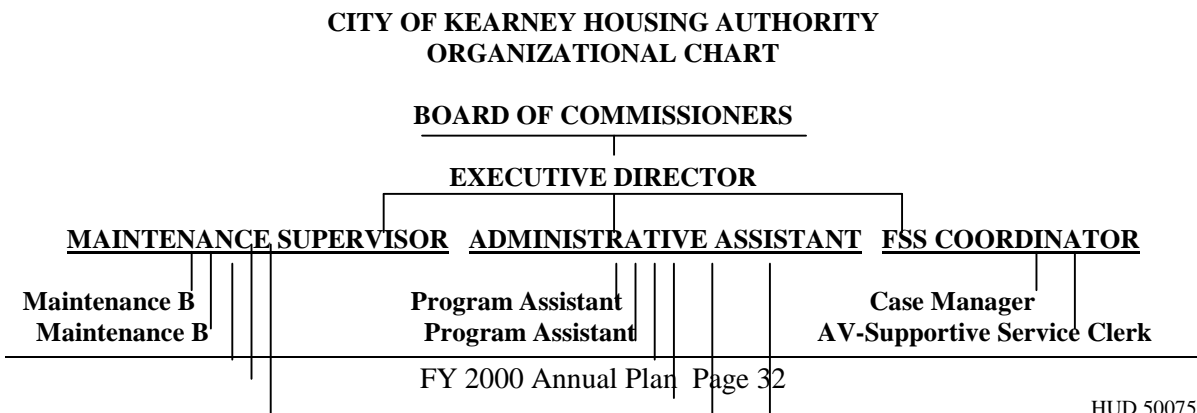 CITY OF KEARNEY HOUSING AUTHORITY
ORGANIZATIONAL CHART
BOARD OF COMMISSIONERS
EXECUTIVE DIRECTOR
MAINTENANCE SUPERVISOR ADMINISTRATIVE ASSISTANT FSS COORDINATOR
Maintenance B Program Assistant Case Manager
Maintenance B Program Assistant AV-Supportive Service Clerk
FY 2000 Annual Plan Page 32
HUD 50075